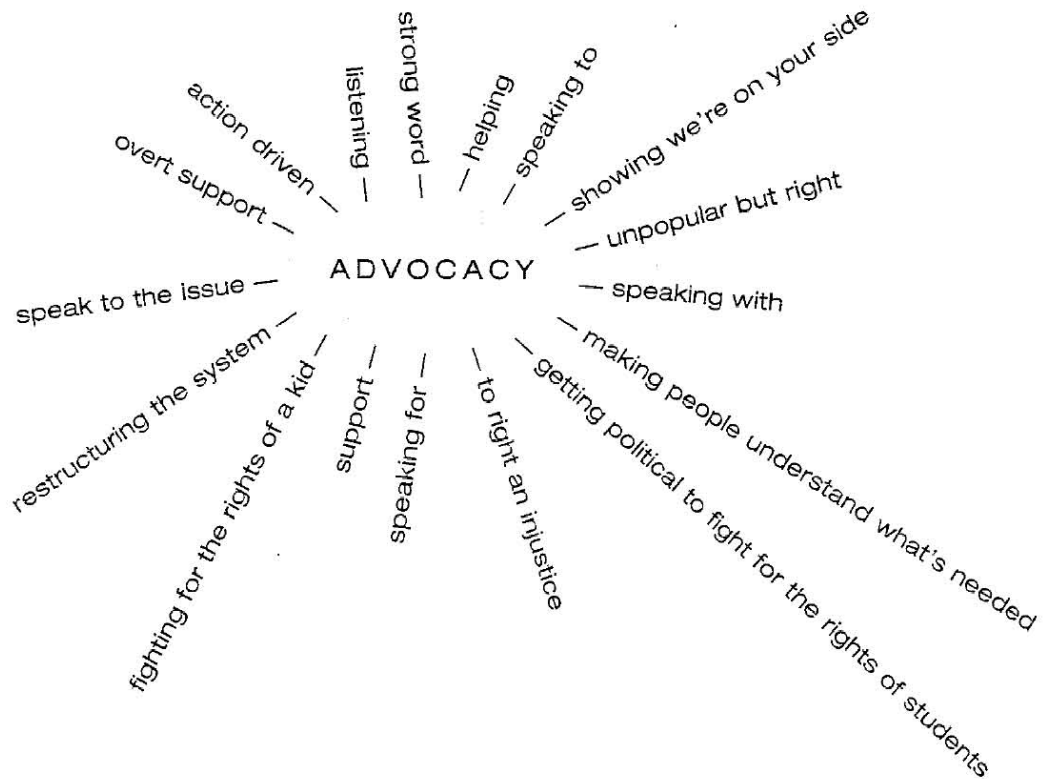 strong word
listening
helping
speaking to
showing we're on your side
action driven
overt support
unpopular but right
ADVOCACY
speak to the issue
speaking with
restructuring the system
fighting for the rights of a kid
support
speaking for
to right an injustice
getting political to fight for the rights of students
making people understand what's needed